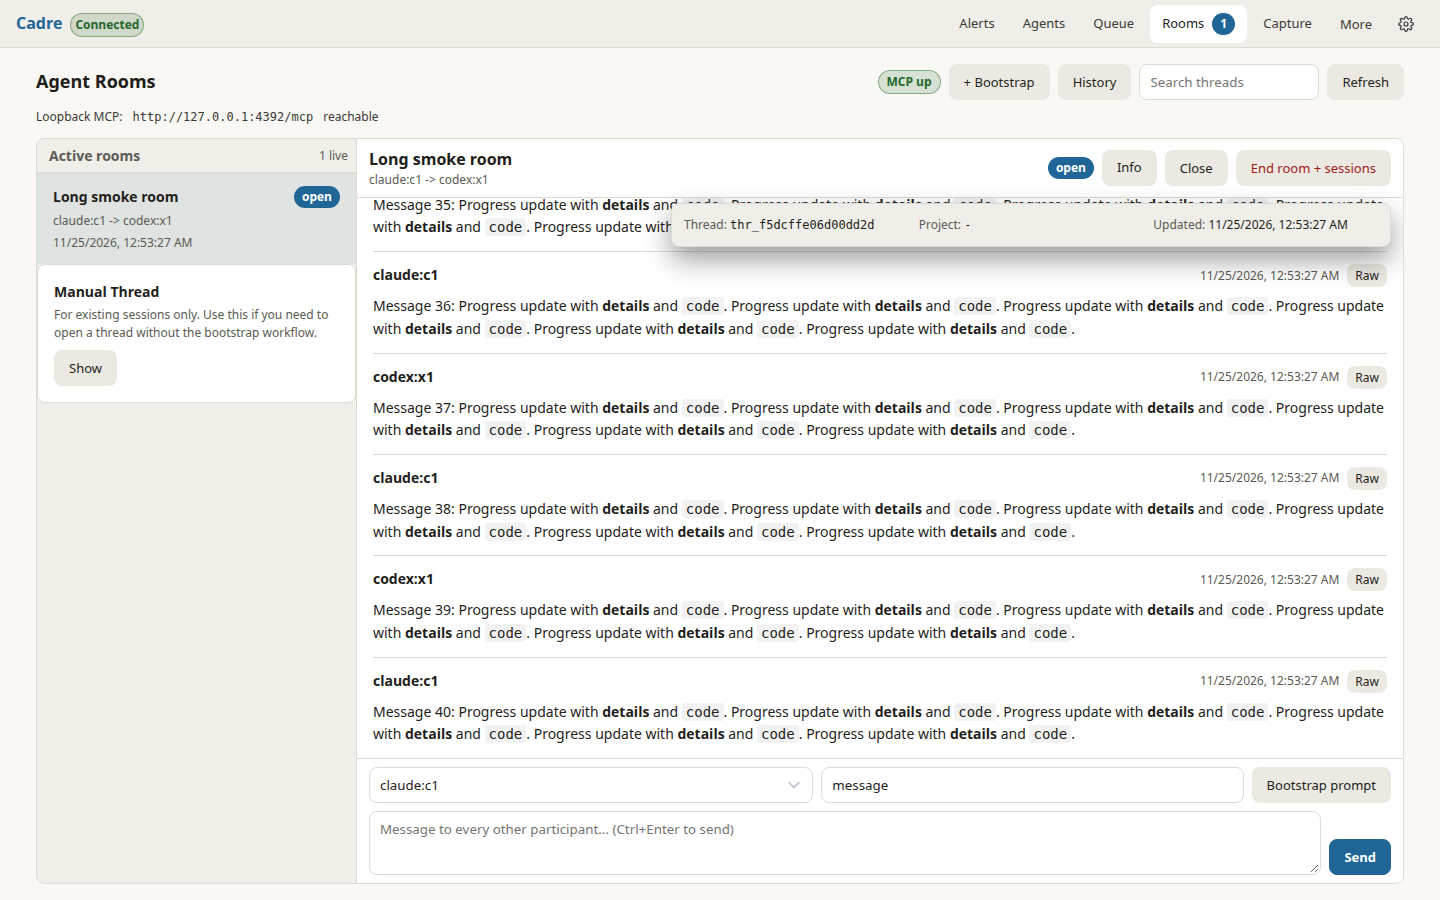 Cadre Connected Alerts Agents Queue Rooms 1 Capture More
Agent Rooms MCP up + Bootstrap History Search threads Refresh
Loopback MCP: http://127.0.0.1:4392/mcp reachable
Active rooms 1 live
Long smoke room open
claude:c1 -> codex:x1
11/25/2026, 12:53:27 AM
Manual Thread
For existing sessions only. Use this if you need to
open a thread without the bootstrap workflow.
Show
Long smoke room open Info Close End room + sessions
claude:c1 -> codex:x1
Message 35: Progress update with details and
with details and code. Progress update with
Thread: thr_f5dcffe06d00dd2d Project: - Updated: 11/25/2026, 12:53:27 AM
claude:c1 11/25/2026, 12:53:27 AM Raw
Message 36: Progress update with details and code. Progress update with details and code. Progress update with details and code. Progress update
with details and code. Progress update with details and code. Progress update with details and code.
codex:x1 11/25/2026, 12:53:27 AM Raw
Message 37: Progress update with details and code. Progress update with details and code. Progress update with details and code. Progress update
with details and code. Progress update with details and code. Progress update with details and code.
claude:c1 11/25/2026, 12:53:27 AM Raw
Message 38: Progress update with details and code. Progress update with details and code. Progress update with details and code. Progress update
with details and code. Progress update with details and code. Progress update with details and code.
codex:x1 11/25/2026, 12:53:27 AM Raw
Message 39: Progress update with details and code. Progress update with details and code. Progress update with details and code. Progress update
with details and code. Progress update with details and code. Progress update with details and code.
claude:c1 11/25/2026, 12:53:27 AM Raw
Message 40: Progress update with details and code. Progress update with details and code. Progress update with details and code. Progress update
with details and code. Progress update with details and code. Progress update with details and code.
claude:c1 message Bootstrap prompt
Message to every other participant... (Ctrl+Enter to send)
Send